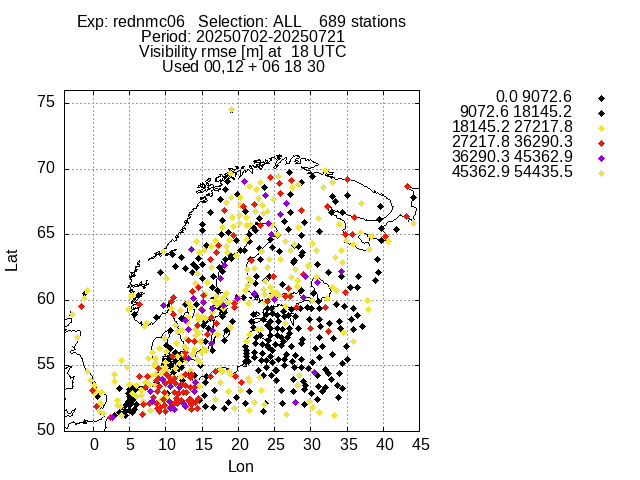 Exp: rednmc06 Selection: ALL 689 stations
Period: 20250702-20250721
Visibility rmse [m] at 18 UTC
Used 00,12 + 06 18 30
0.0 9072.6
9072.6 18145.2
18145.2 27217.8
27217.8 36290.3
36290.3 45362.9
45362.9 54435.5
75
70
65
60
55
50
Lat
0 5 10 15 20 25 30 35 40 45
Lon